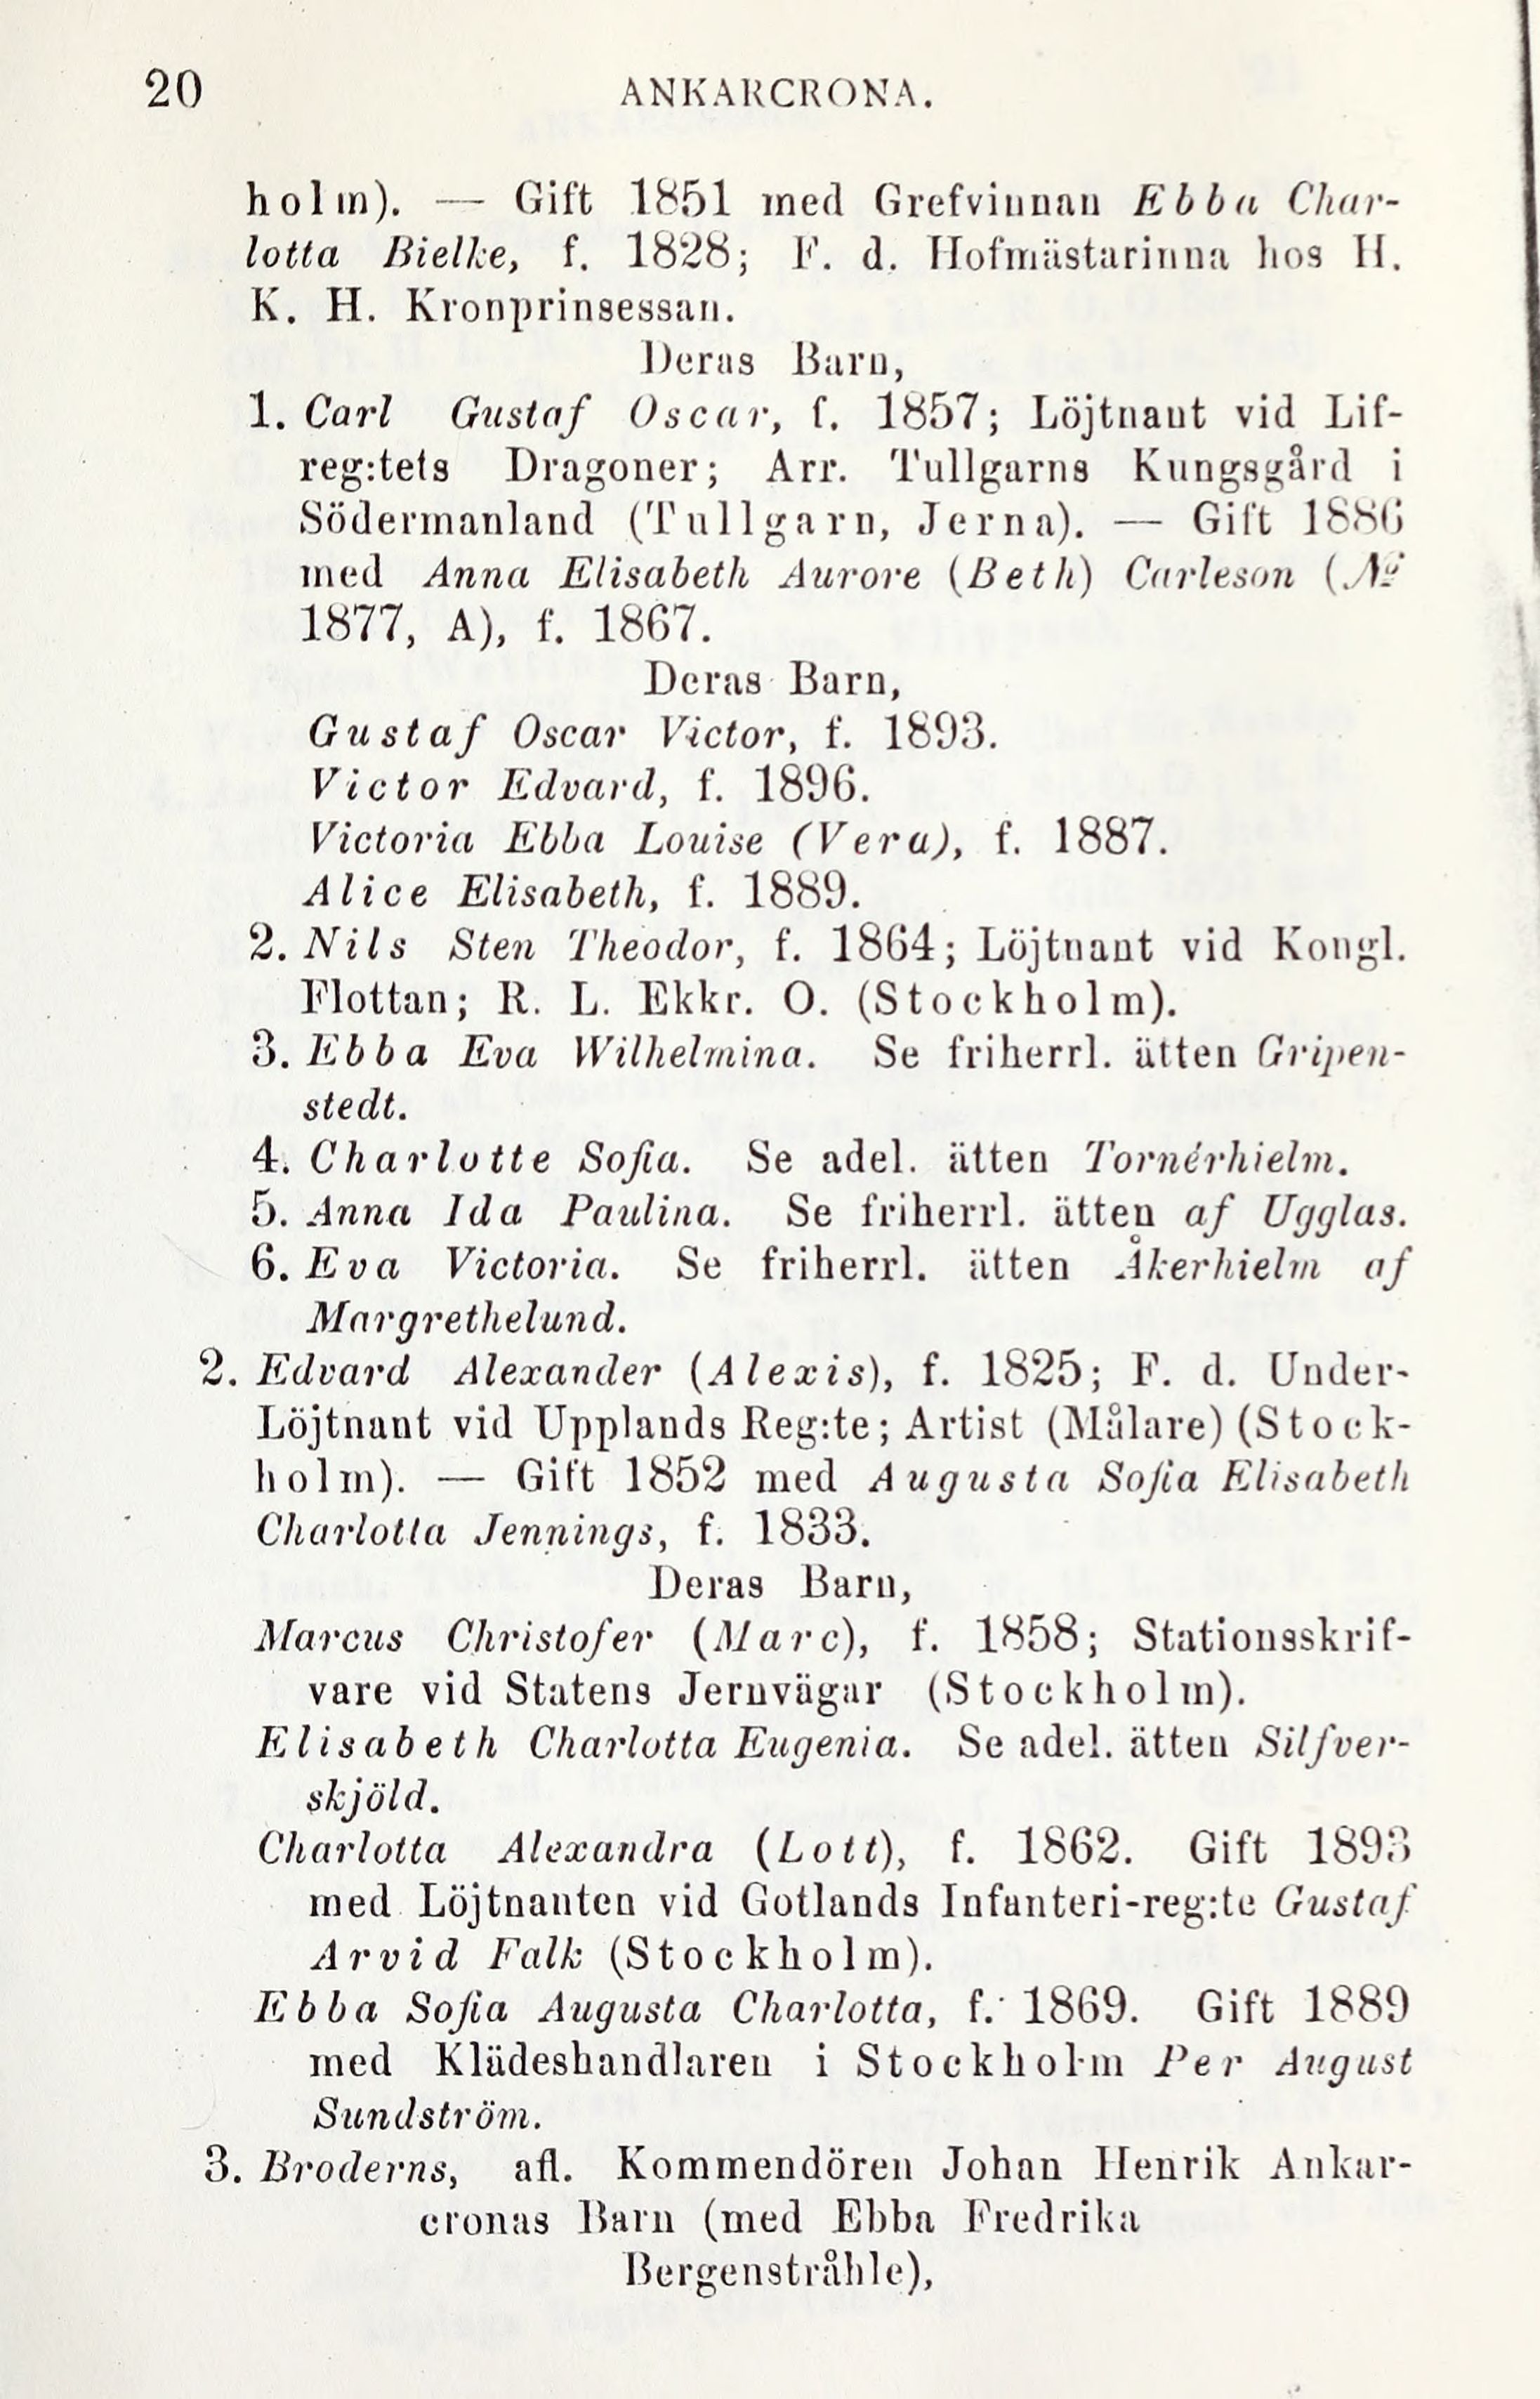 20 ANKARCRONA.
holm). — Gift 1851 med Grefvinnan Ebba Char-
lotta Bielke, f. 1828; F. d. Hofmästarinna hos H.
K. H. Kronprinsessan.
Deras Barn,
1. Carl Gustaf Oscar, f. 1857; Löjtnant vid Lif-
reg:tets Dragoner; Arr. Tullgarns Kungsgård i
Södermanland (Tullgarn, Jerna). — Gift 1886
med Anna Elisabeth Aurore (Beth) Carleson (№
1877, A), f. 1867.
Deras Barn,
Gustaf Oscar Victor, f. 1893.
Victor Edvard, f. 1896.
Victoria Ebba Louise (Vera), f. 1887.
Alice Elisabeth, f. 1889.
2. Nils Sten Theodor, f. 1864; Löjtnant vid Kongl.
Flottan; R. L. Ekkr. O. (Stockholm).
3. Ebba Eva Wilhelmina. Se friherrl. ätten Gripen-
stedt.
4. Charlotte Sofia. Se adel. ätten Tornérhielm.
5. Anna Ida Paulina. Se friherrl. ätten af Ugglas.
6. Eva Victoria. Se friherrl. ätten Åkerhielm af
Margrethelund.
2. Edvard Alexander (Alexis), f. 1825; F. d. Under-
Löjtnant vid Upplands Reg:te; Artist (Målare) (Stock-
holm). — Gift 1852 med Augusta Sofia Elisabeth
Charlotta Jennings, f. 1833.
Deras Barn,
Marcus Christofer (Marc), f. 1858; Stationsskrif-
vare vid Statens Jernvägar (Stockholm).
Elisabeth Charlotta Eugenia. Se adel. ätten Silfver-
skjöld.
Charlotta Alexandra (Lott), f. 1862. Gift 1893
med Löjtnanten vid Gotlands Infanteri-reg:te Gustaf
Arvid Falk (Stockholm).
Ebba Sofia Augusta Charlotta, f. 1869. Gift 1889
med Klädeshandlaren i Stockholm Per August
Sundström.
3. Broderns, afl. Kommendören Johan Henrik Ankar-
cronas Barn (med Ebba Fredrika
Bergenstråhle),